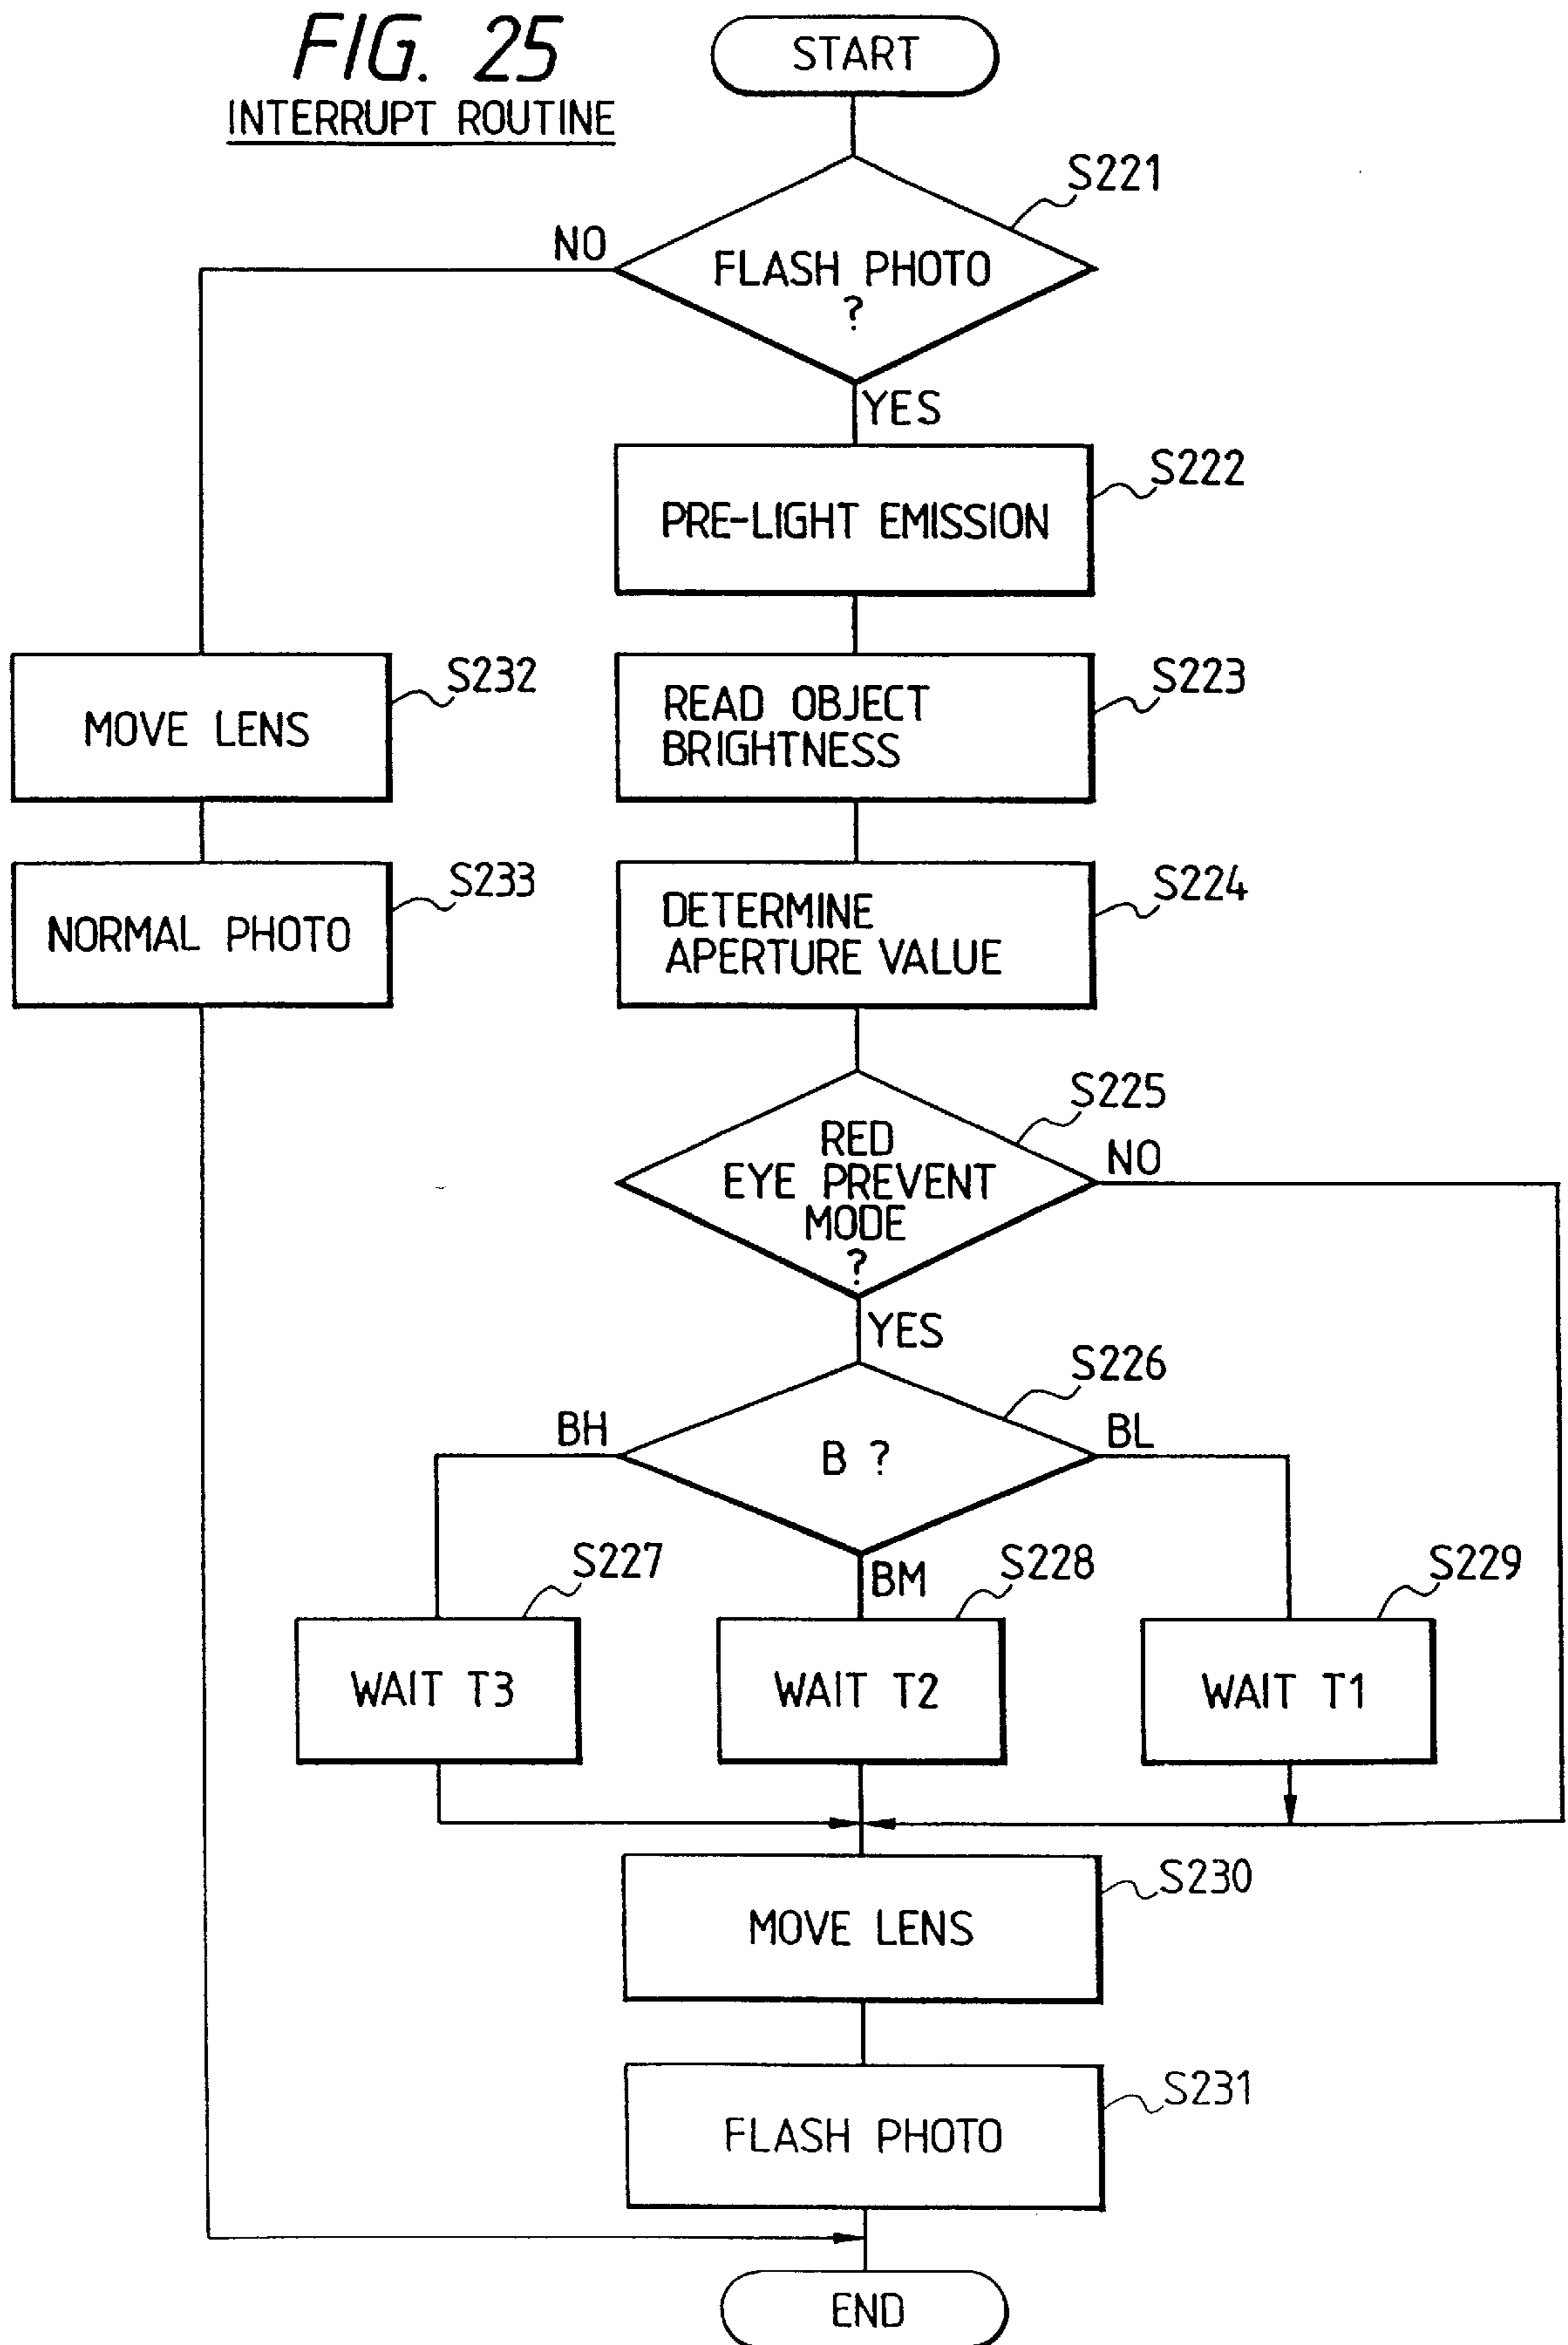 FIG. 25
INTERRUPT ROUTINE
START
S221
NO
FLASH PHOTO
?
YES
S222
PRE-LIGHT EMISSION
S232
MOVE LENS
S223
READ OBJECT
BRIGHTNESS
S233
NORMAL PHOTO
S224
DETERMINE
APERTURE VALUE
S225
RED
EYE PREVENT
MODE
?
NO
YES
S226
BH
B ?
BL
S227
BM
S228
S229
WAIT T3
WAIT T2
WAIT T1
S230
MOVE LENS
S231
FLASH PHOTO
END